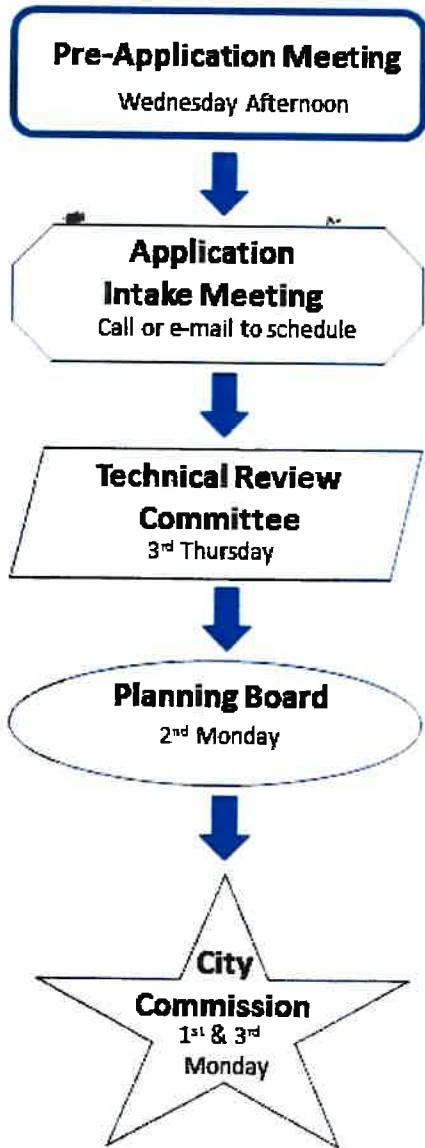 Pre-Application Meeting
Wednesday Afternoon
Application
Intake Meeting
Call or e-mail to schedule
Technical Review
Committee
3rd Thursday
Planning Board
2nd Monday
City
Commission
1st & 3rd
Monday